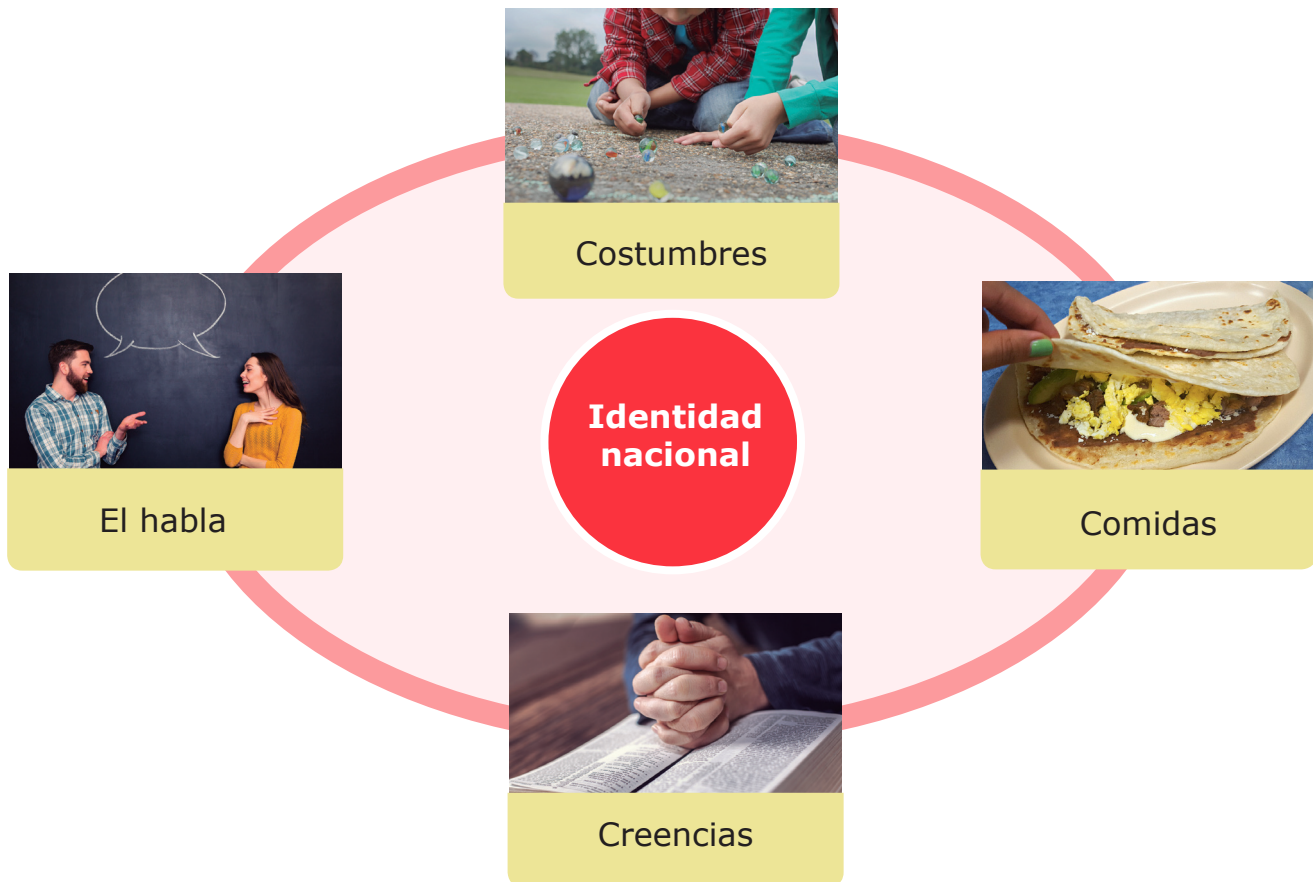 Costumbres
El habla
Identidad
nacional
Comidas
Creencias